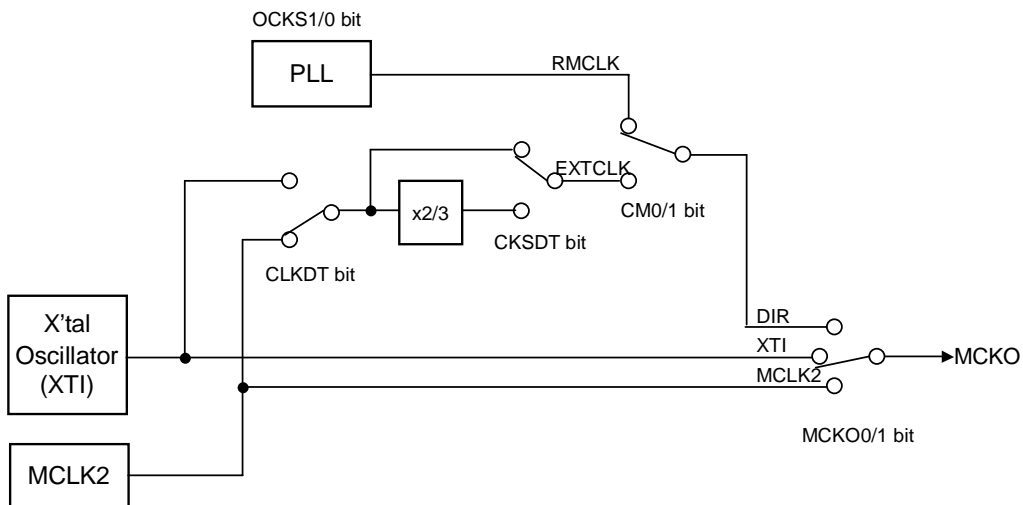 OCKS1/0 bit
PLL
RMCLK
EXTCLK
CM0/1 bit
x2/3
CKSDT bit
CLKDT bit
X'tal
Oscillator
(XTI)
DIR
XTI
MCKO
MCLK2
MCKO0/1 bit
MCLK2